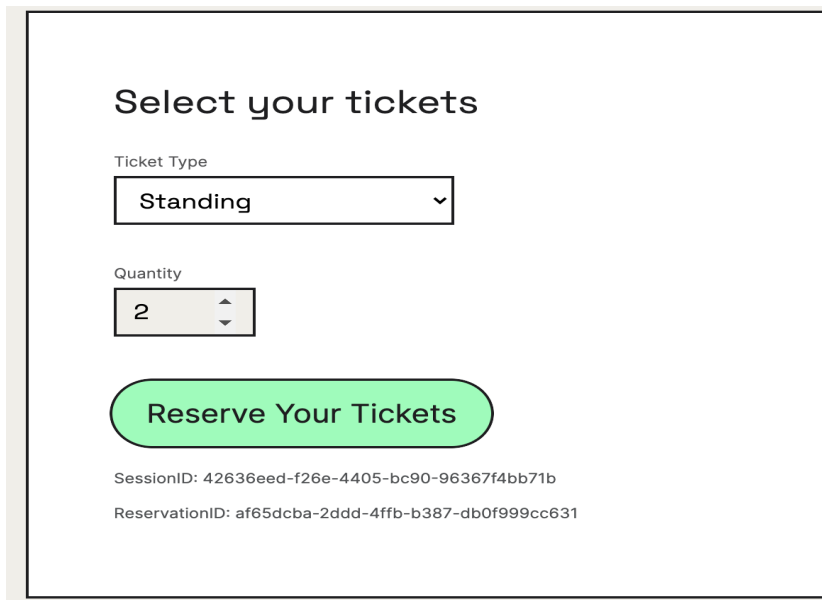 Select your tickets
Ticket Type
Standing
Quantity
2
Reserve Your Tickets
SessionID: 42636eed-f26e-4405-bc90-96367f4bb71b
ReservationID: af65dcba-2ddd-4ffb-b387-db0f999cc631